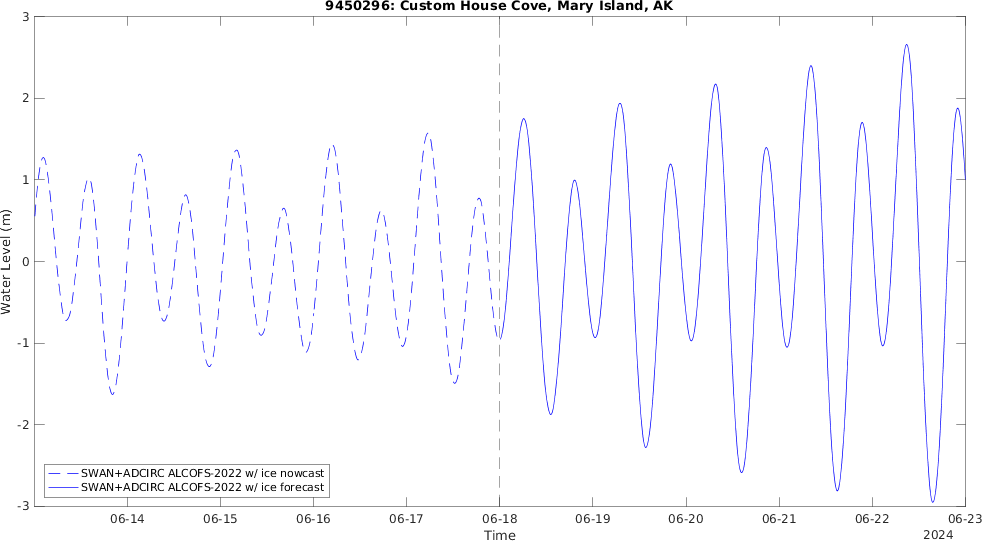 9450296: Custom House Cove, Mary Island, AK
3
2
1
0
-1
-2
-3
Water Level (m)
SWAN+ADCIRC ALCOFS-2022 w/ ice nowcast
SWAN+ADCIRC ALCOFS-2022 w/ ice forecast
06-14 06-15 06-16 06-17 06-18 06-19 06-20 06-21 06-22 06-23
Time
2024